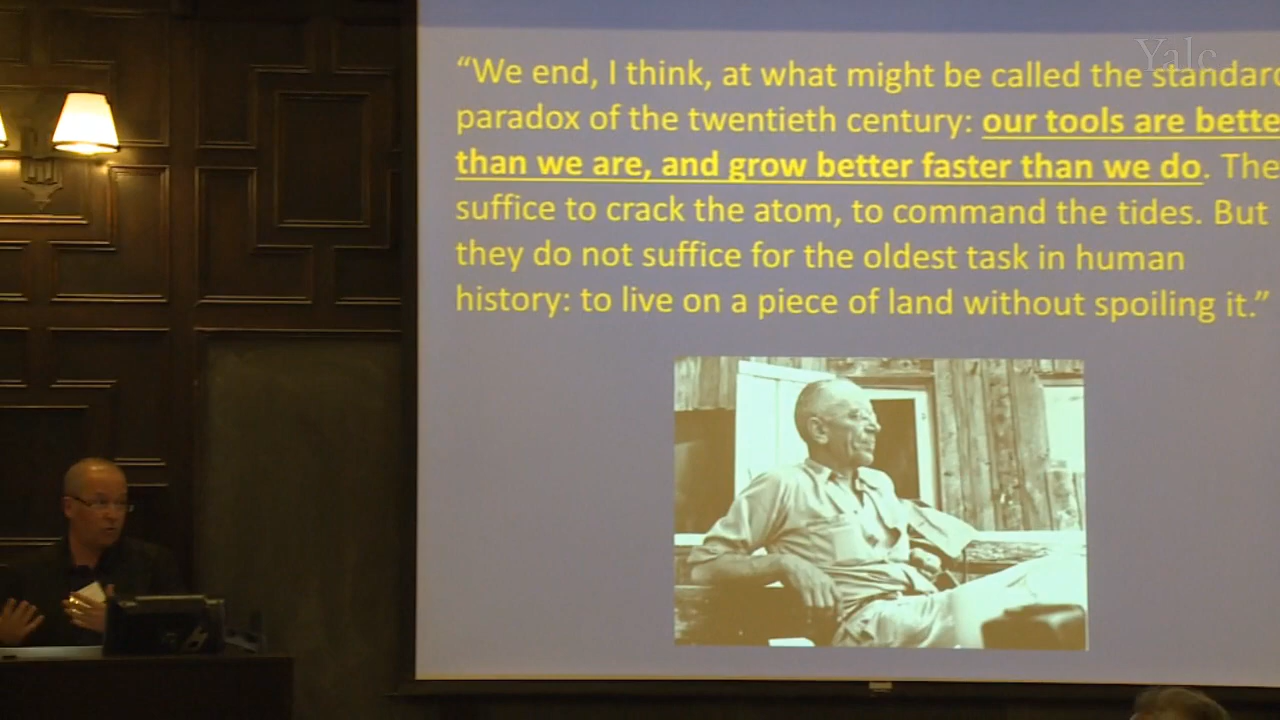 Yale
“We end, I think, at what might be called the standard
paradox of the twentieth century: our tools are bette
than we are, and grow better faster than we do. The
suffice to crack the atom, to command the tides. But
they do not suffice for the oldest task in human
history: to live on a piece of land without spoiling it.”